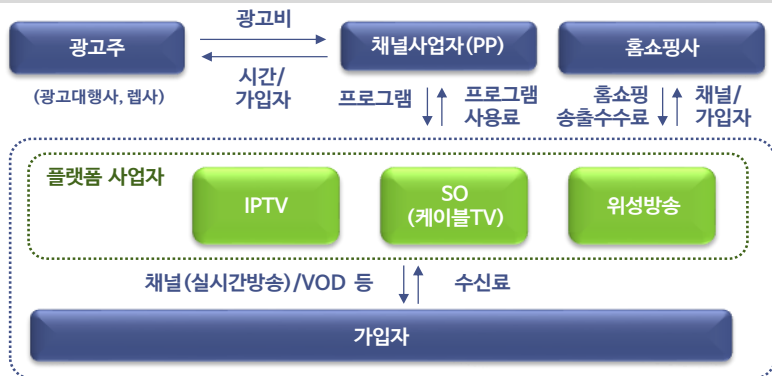 광고비
광고주
채널사업자(PP)
홈쇼핑사
시간/
가입자
(광고대행사, 렙사)
프로그램
프로그램
사용료
홈쇼핑
송출수수료
채널/
가입자
플랫폼 사업자
IPTV
SO
(케이블TV)
위성방송
채널(실시간방송)/VOD 등
수신료
가입자